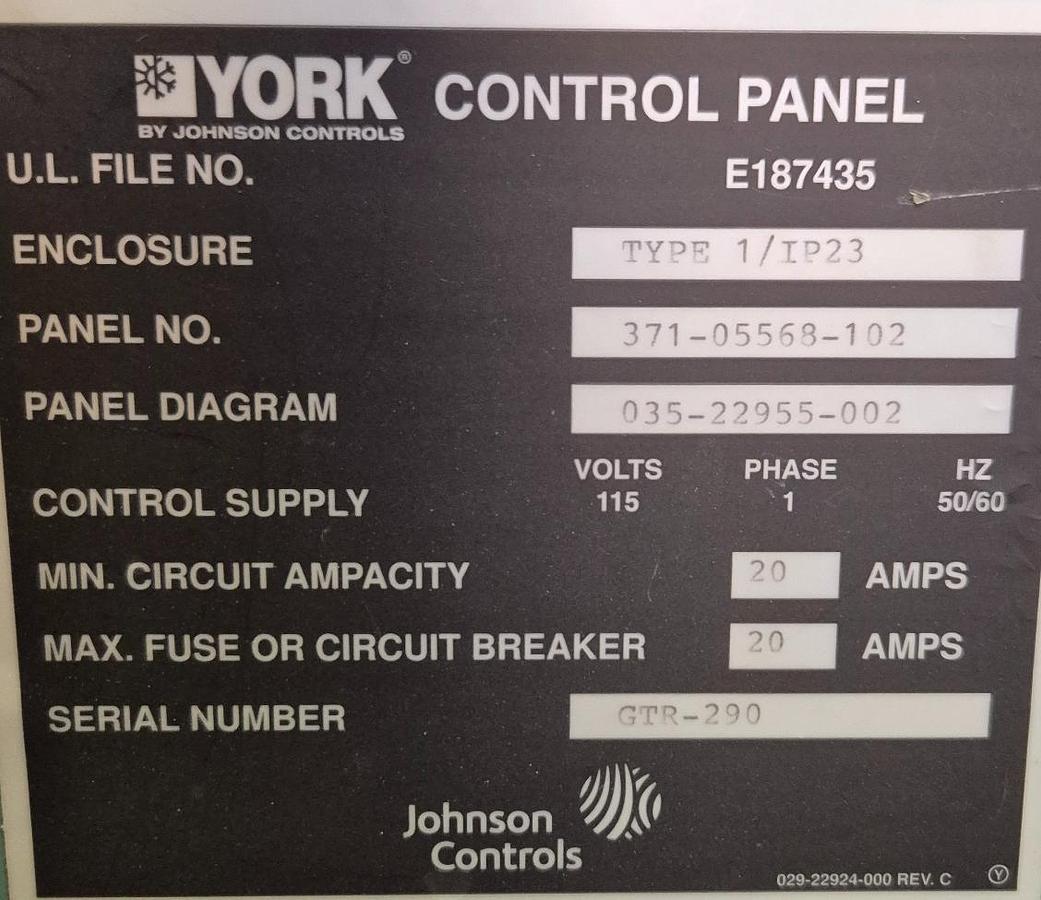 YORK® CONTROL PANEL
BY JOHNSON CONTROLS
U.L. FILE NO. E187435
ENCLOSURE TYPE 1/IP23
PANEL NO. 371-05568-102
PANEL DIAGRAM 035-22955-002
VOLTS PHASE HZ
CONTROL SUPPLY 115 1 50/60
MIN. CIRCUIT AMPACITY 20 AMPS
MAX. FUSE OR CIRCUIT BREAKER 20 AMPS
SERIAL NUMBER GTR-290
Johnson
Controls
029-22924-000 REV. C Y